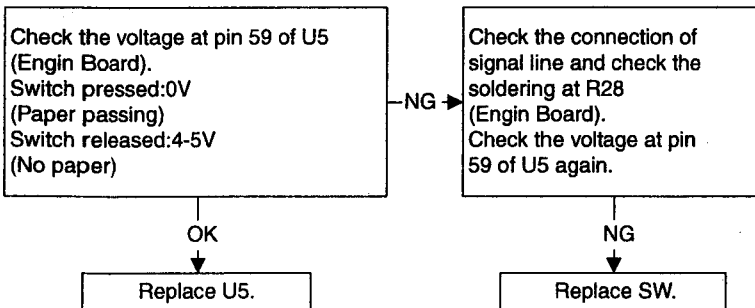 Check the voltage at pin 59 of U5
(Engin Board).
Switch pressed:0V
(Paper passing)
Switch released:4-5V
(No paper)
NG
Check the connection of
signal line and check the
soldering at R28
(Engin Board).
Check the voltage at pin
59 of U5 again.
OK
NG
Replace U5.
Replace SW.